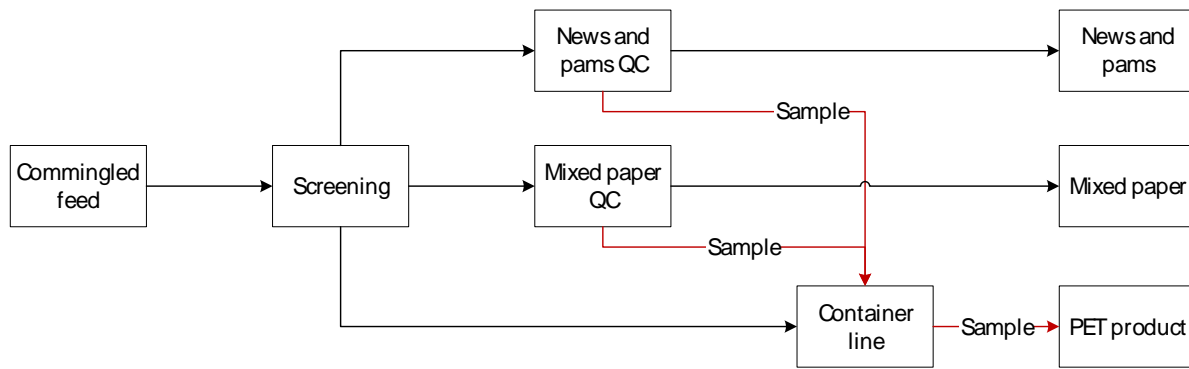 News and
pams QC
News and
pams
Sample
Commingled
feed
Screening
Mixed paper
QC
Mixed paper
Sample
Container
line
Sample
PET product